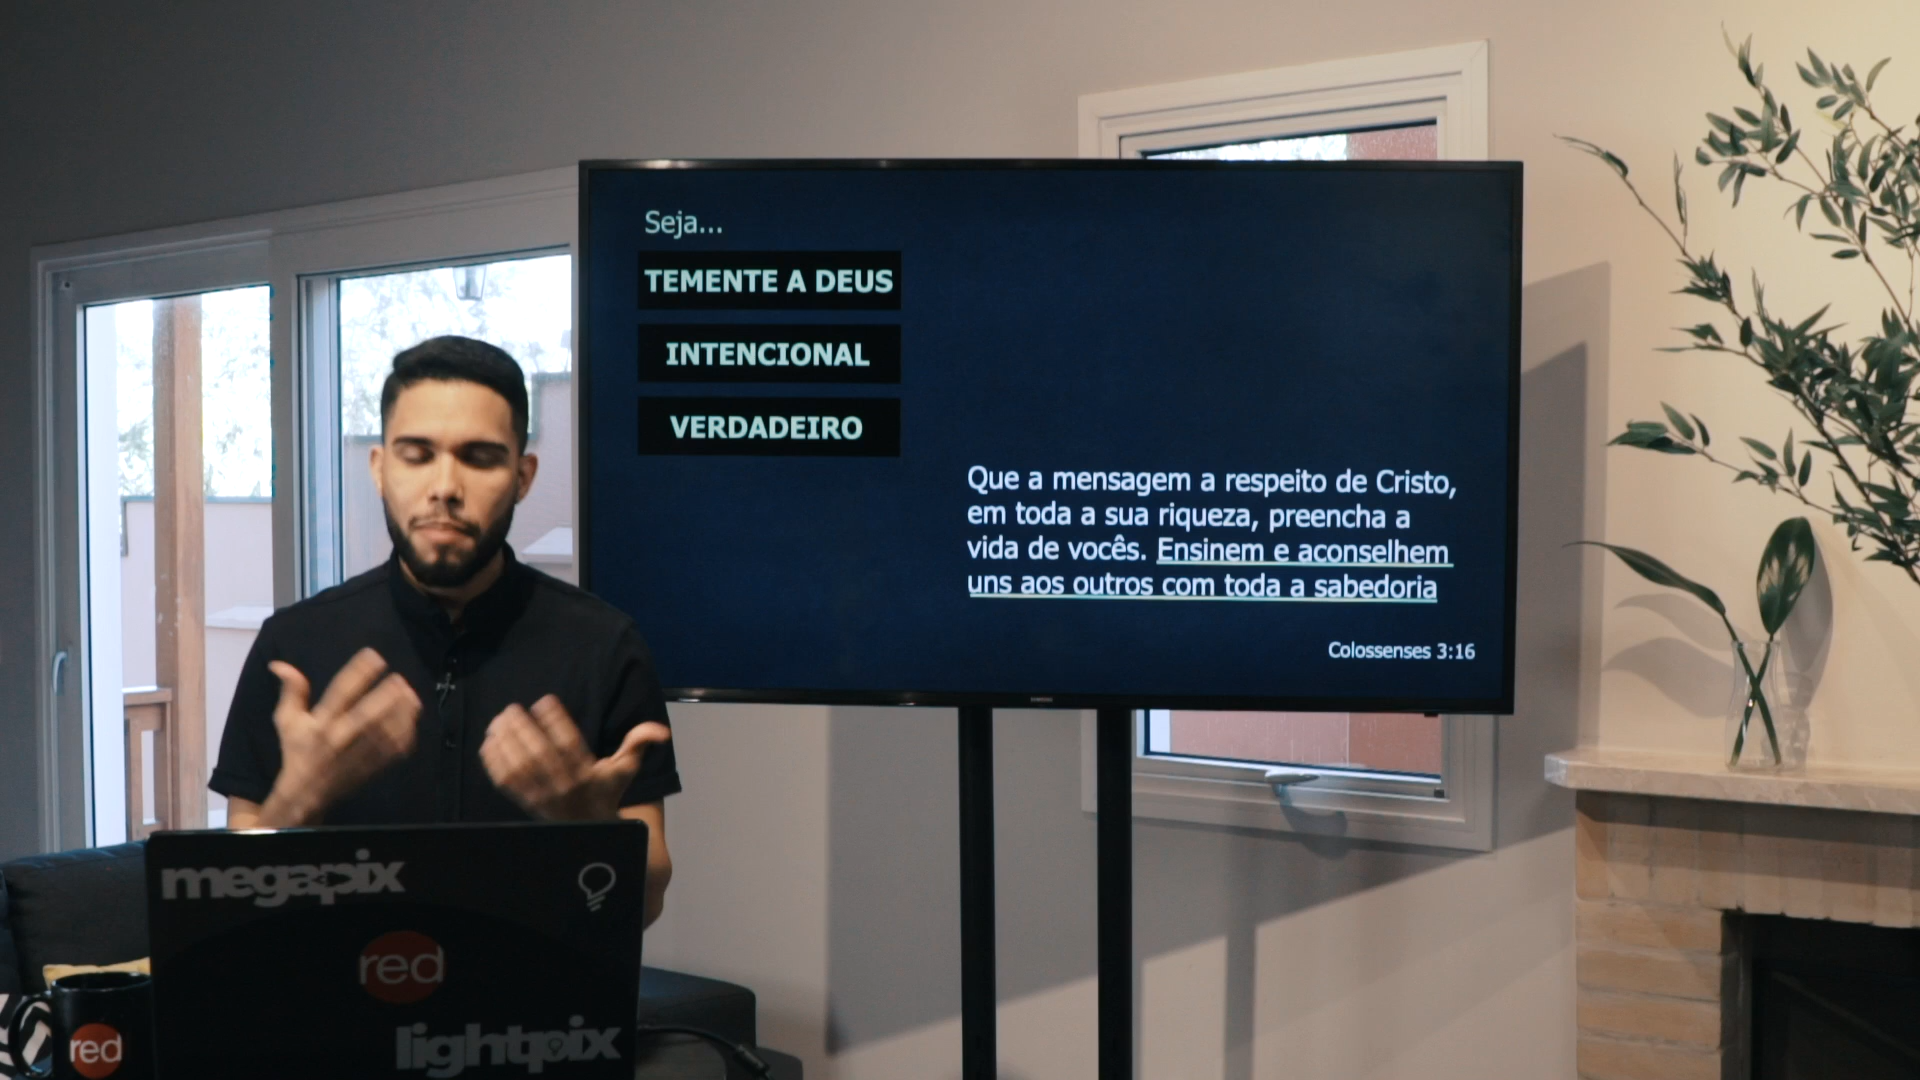 Seja...
TEMENTE A DEUS
INTENCIONAL
VERDADEIRO
Que a mensagem a respeito de Cristo,
em toda a sua riqueza, preencha a
vida de vocês. Ensinem e aconselhem
uns aos outros com toda a sabedoria
Colossenses 3:16
megapix
red
lightpix
red